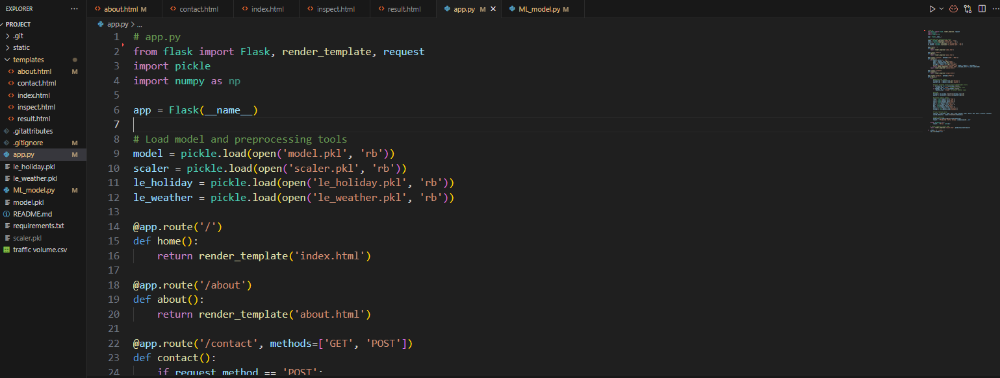 EXPLORER
about.html M
contact.html
index.html
inspect.html
result.html
app.py M
ML_model.py M
PROJECT
.git
static
templates
about.html M
contact.html
index.html
inspect.html
result.html
.gitattributes
.gitignore M
app.py M
le_holiday.pkl
le_weather.pkl
ML_model.py M
model.pkl
README.md
requirements.txt
scaler.pkl
traffic volume.csv
app.py > ...
1 # app.py
2 from flask import Flask, render_template, request
3 import pickle
4 import numpy as np
5
6 app = Flask(__name__)
7
8 # Load model and preprocessing tools
9 model = pickle.load(open('model.pkl', 'rb'))
10 scaler = pickle.load(open('scaler.pkl', 'rb'))
11 le_holiday = pickle.load(open('le_holiday.pkl', 'rb'))
12 le_weather = pickle.load(open('le_weather.pkl', 'rb'))
13
14 @app.route('/')
15 def home():
16     return render_template('index.html')
17
18 @app.route('/about')
19 def about():
20     return render_template('about.html')
21
22 @app.route('/contact', methods=['GET', 'POST'])
23 def contact():
24     if request.method == 'POST':